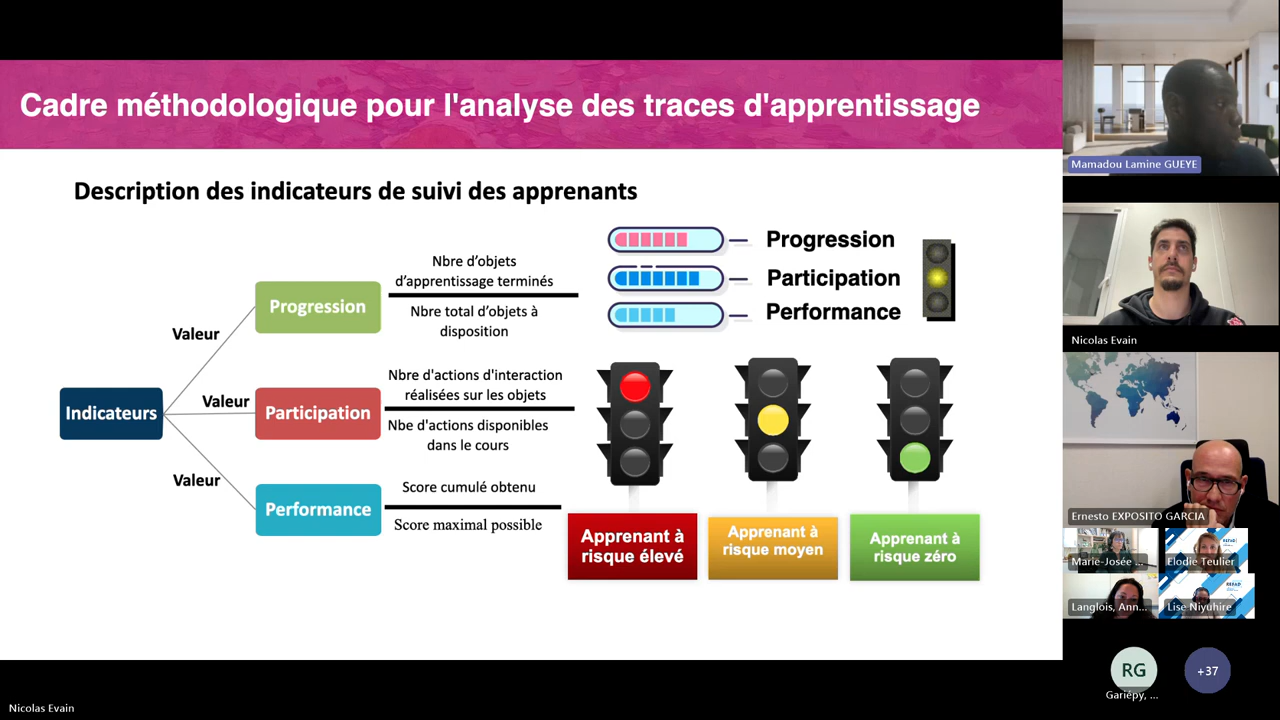 Cadre méthodologique pour l'analyse des traces d'apprentissage
Description des indicateurs de suivi des apprenants
Indicateurs
Valeur
Valeur
Valeur
Progression
Nbre d'objets
d'apprentissage terminés
Nbre total d'objets à
disposition
Participation
Nbre d'actions d'interaction
réalisées sur les objets
Nbe d'actions disponibles
dans le cours
Performance
Score cumulé obtenu
Score maximal possible
Progression
Participation
Performance
Apprenant à
risque élevé
Apprenant à
risque moyen
Apprenant à
risque zéro
Mamadou Lamine GUEYE
Nicolas Evain
Ernesto EXPOSITO GARCIA
Marie-Josée ...
Elodie Teulier
Langlois, Ann...
Lise Niyuhire
RG
Gariépy, ...
+37
Nicolas Evain